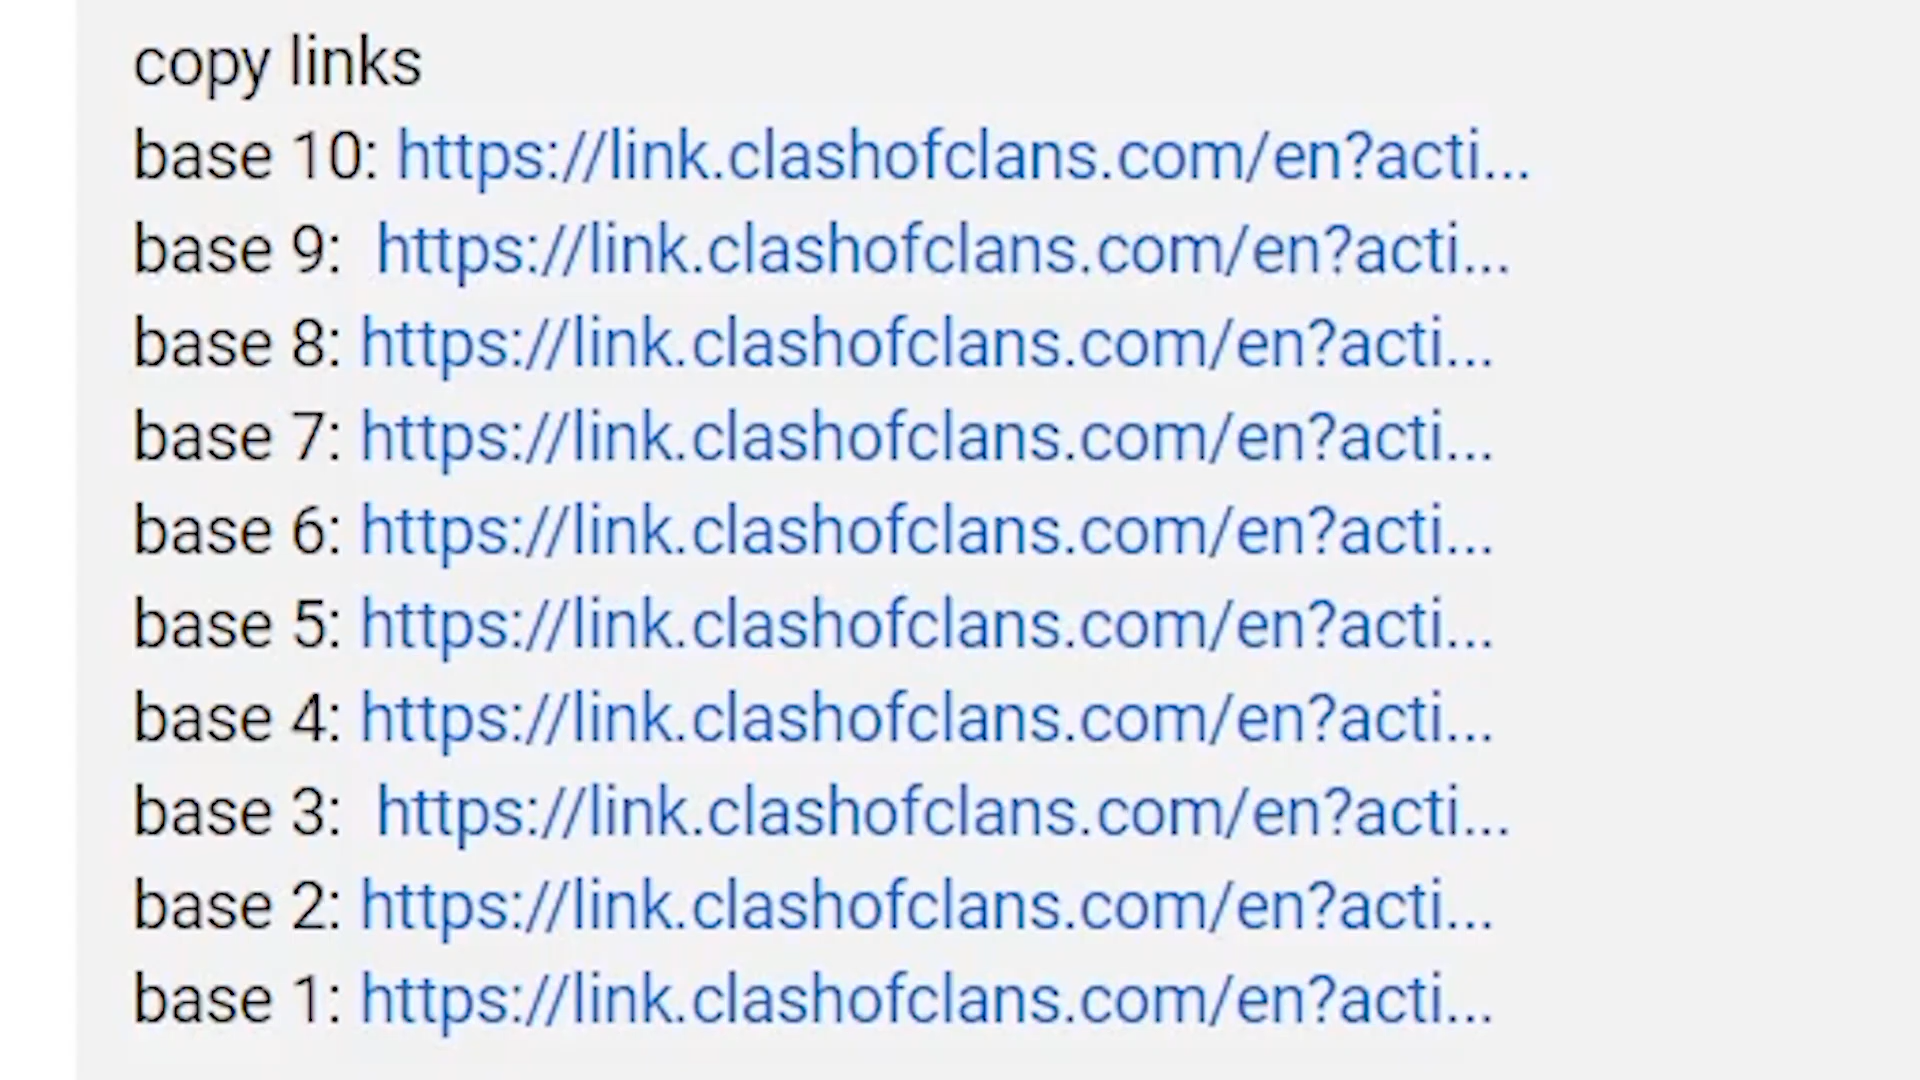 copy links
base 10: https://link.clashofclans.com/en?acti...
base 9:  https://link.clashofclans.com/en?acti...
base 8: https://link.clashofclans.com/en?acti...
base 7: https://link.clashofclans.com/en?acti...
base 6: https://link.clashofclans.com/en?acti...
base 5: https://link.clashofclans.com/en?acti...
base 4: https://link.clashofclans.com/en?acti...
base 3:  https://link.clashofclans.com/en?acti...
base 2: https://link.clashofclans.com/en?acti...
base 1: https://link.clashofclans.com/en?acti...